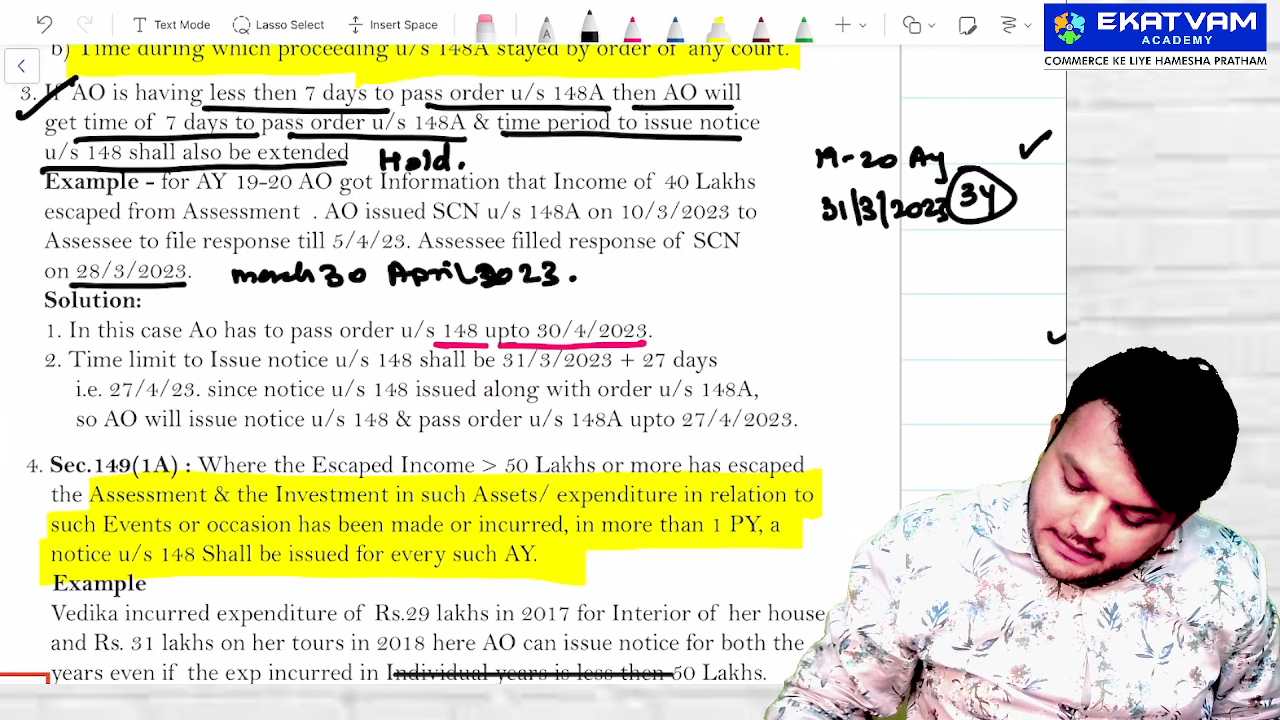 Text Mode
Lasso Select
Insert Space
EKATVAM
ACADEMY
COMMERCE KE LIYE HAMESHA PRATHAM
b) Time during which proceeding u/s 148A stayed by order of any court.
3. If AO is having less then 7 days to pass order u/s 148A then AO will
get time of 7 days to pass order u/s 148A & time period to issue notice
u/s 148 shall also be extended Hold.
19-20 Ay
31/3/2023 3Y
Example - for AY 19-20 AO got Information that Income of 40 Lakhs
escaped from Assessment . AO issued SCN u/s 148A on 10/3/2023 to
Assessee to file response till 5/4/23. Assessee filled response of SCN
on 28/3/2023. march 30 April 2023.
Solution:
1. In this case Ao has to pass order u/s 148 upto 30/4/2023.
2. Time limit to Issue notice u/s 148 shall be 31/3/2023 + 27 days
i.e. 27/4/23. since notice u/s 148 issued along with order u/s 148A,
so AO will issue notice u/s 148 & pass order u/s 148A upto 27/4/2023.
4. Sec.149(1A) : Where the Escaped Income > 50 Lakhs or more has escaped
the Assessment & the Investment in such Assets/ expenditure in relation to
such Events or occasion has been made or incurred, in more than 1 PY, a
notice u/s 148 Shall be issued for every such AY.
Example
Vedika incurred expenditure of Rs.29 lakhs in 2017 for Interior of her house
and Rs. 31 lakhs on her tours in 2018 here AO can issue notice for both the
years even if the exp incurred in Individual years is less then 50 Lakhs.